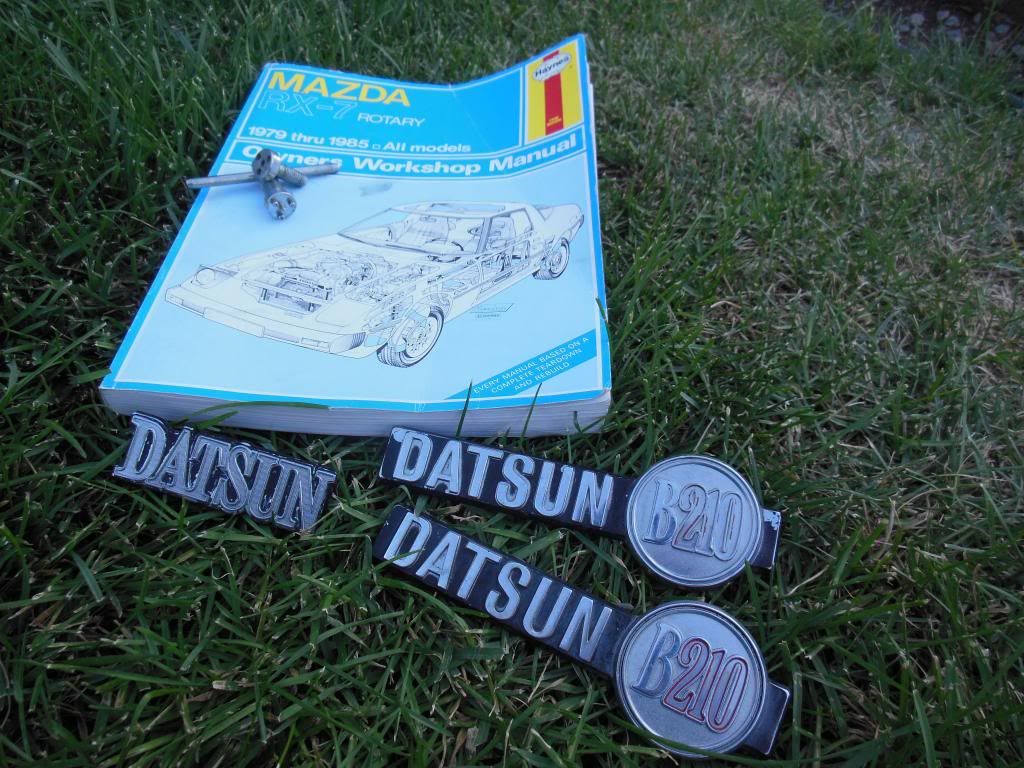 MAZDA
RX-7 ROTARY
Haynes
1979 thru 1985 □ All models
Owners Workshop Manual
EVERY MANUAL BASED ON A
COMPLETE TEARDOWN
AND REBUILD
DATSUN
DATSUN B210
DATSUN B210